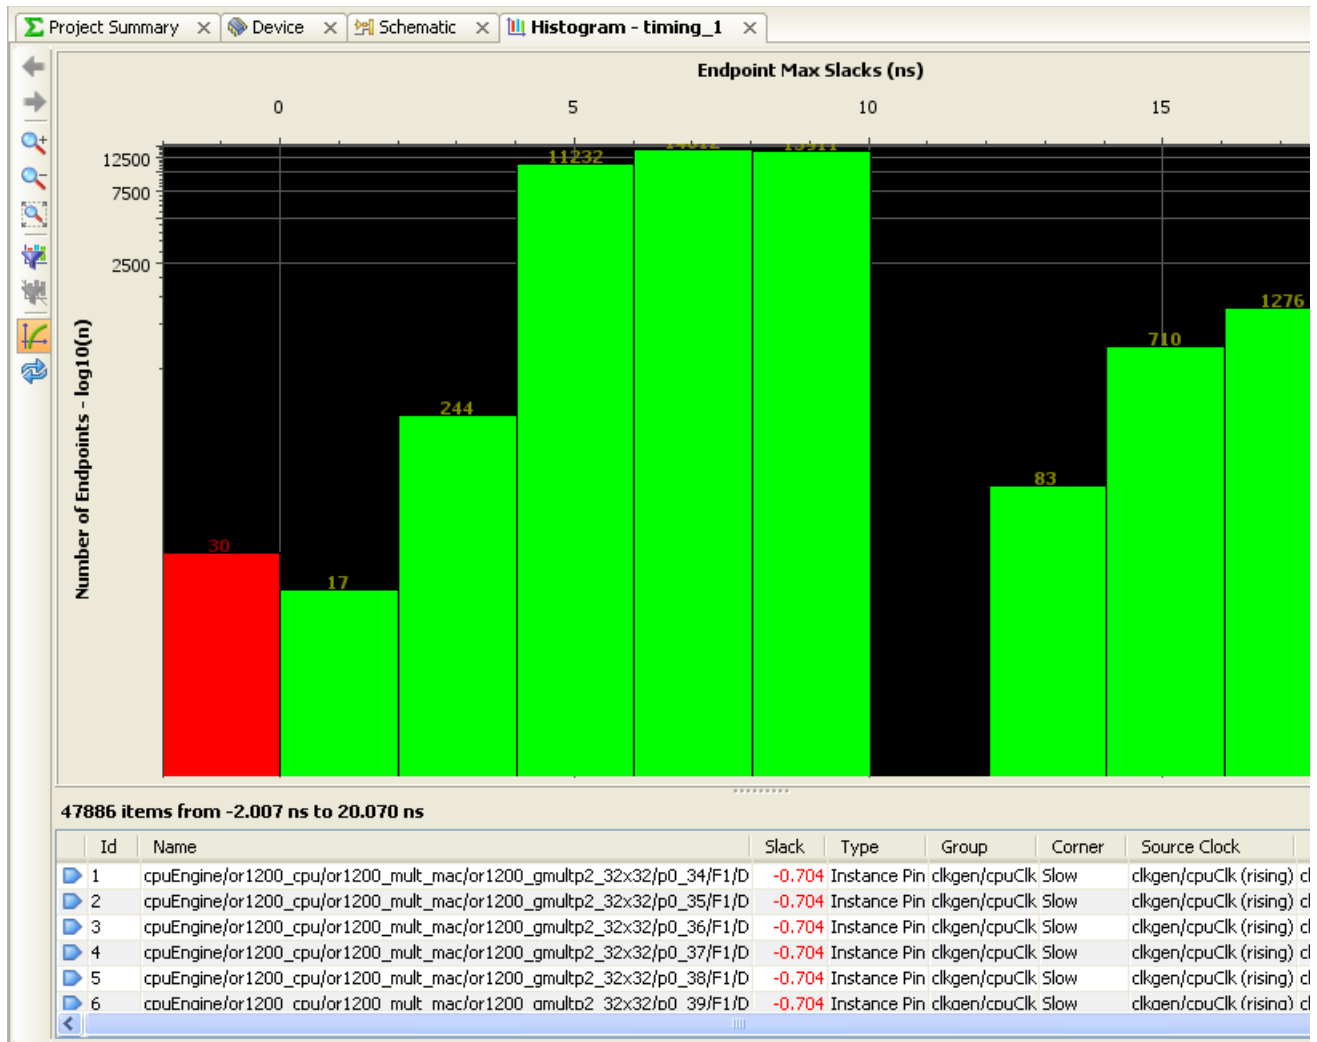 Project Summary Device Schematic Histogram - timing_1
Endpoint Max Slacks (ns)
0 5 10 15
12500
7500
2500
Number of Endpoints - log10(n)
30
17
244
11232
83
710
1276
47886 items from -2.007 ns to 20.070 ns
Id Name Slack Type Group Corner Source Clock
1 cpuEngine/or1200_cpu/or1200_mult_mac/or1200_gmultp2_32x32/p0_34/F1/D -0.704 Instance Pin clkgen/cpuClk Slow clkgen/cpuClk (rising) cl
2 cpuEngine/or1200_cpu/or1200_mult_mac/or1200_gmultp2_32x32/p0_35/F1/D -0.704 Instance Pin clkgen/cpuClk Slow clkgen/cpuClk (rising) cl
3 cpuEngine/or1200_cpu/or1200_mult_mac/or1200_gmultp2_32x32/p0_36/F1/D -0.704 Instance Pin clkgen/cpuClk Slow clkgen/cpuClk (rising) cl
4 cpuEngine/or1200_cpu/or1200_mult_mac/or1200_gmultp2_32x32/p0_37/F1/D -0.704 Instance Pin clkgen/cpuClk Slow clkgen/cpuClk (rising) cl
5 cpuEngine/or1200_cpu/or1200_mult_mac/or1200_gmultp2_32x32/p0_38/F1/D -0.704 Instance Pin clkgen/cpuClk Slow clkgen/cpuClk (rising) cl
6 cpuEngine/or1200_cpu/or1200_mult_mac/or1200_gmultp2_32x32/p0_39/F1/D -0.704 Instance Pin clkgen/cpuClk Slow clkgen/cpuClk (rising) cl